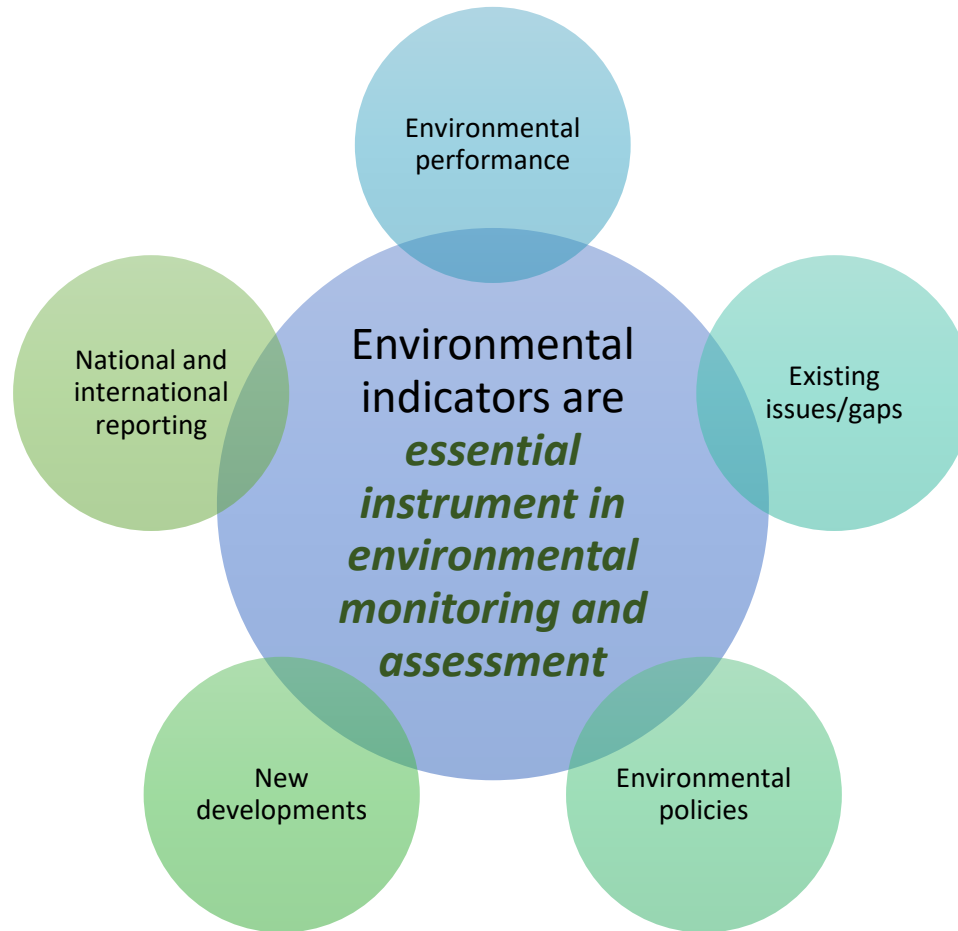 Environmental
performance
National and
international
reporting
Environmental
indicators are
essential
instrument in
environmental
monitoring and
assessment
Existing
issues/gaps
New
developments
Environmental
policies